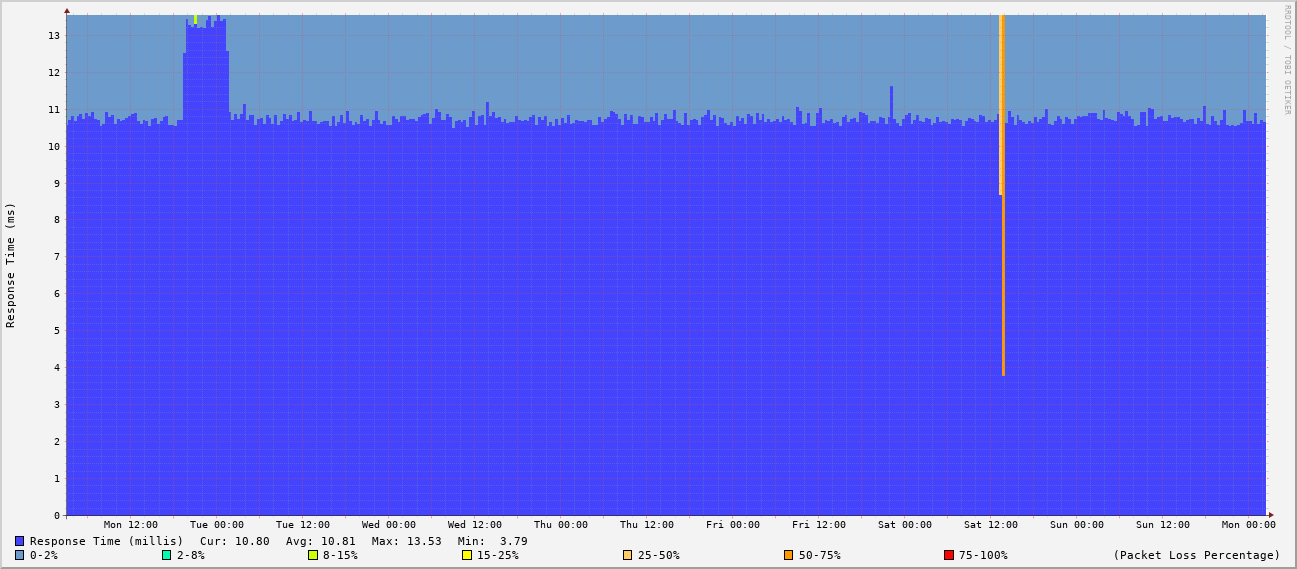 RRDTOOL / TOBI OETIKER
Response Time (ms)
13
12
11
10
9
8
7
6
5
4
3
2
1
0
Mon 12:00 Tue 00:00 Tue 12:00 Wed 00:00 Wed 12:00 Thu 00:00 Thu 12:00 Fri 00:00 Fri 12:00 Sat 00:00 Sat 12:00 Sun 00:00 Sun 12:00 Mon 00:00
Response Time (millis) Cur: 10.80 Avg: 10.81 Max: 13.53 Min: 3.79
0-2% 2-8% 8-15% 15-25% 25-50% 50-75% 75-100% (Packet Loss Percentage)